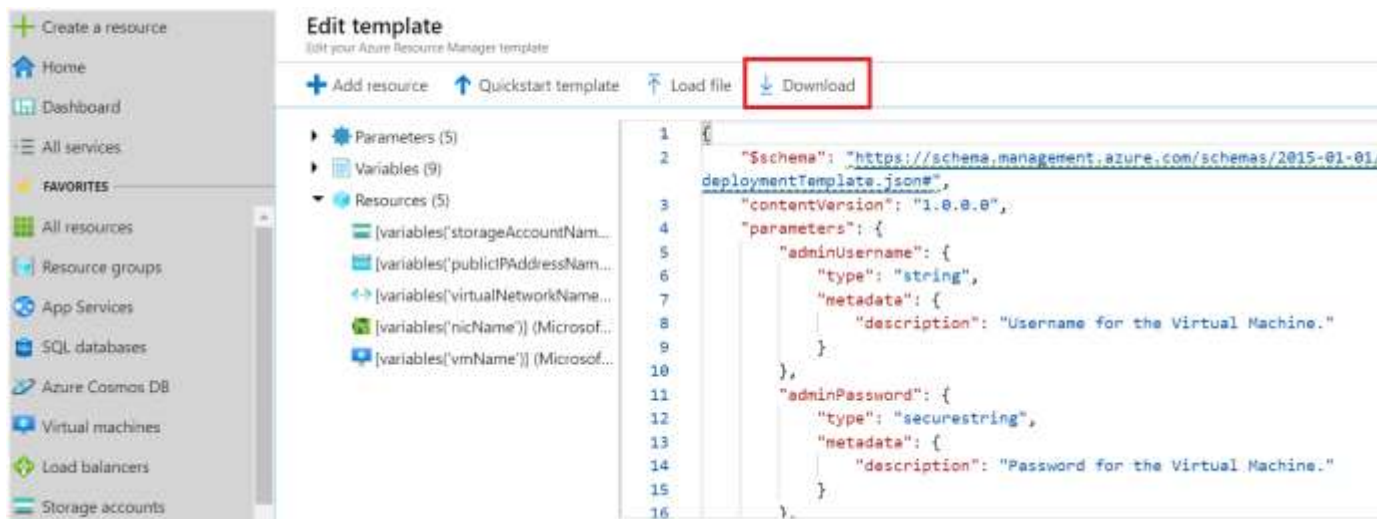 Create a resource
Home
Dashboard
All services
FAVORITES
All resources
Resource groups
App Services
SQL databases
Azure Cosmos DB
Virtual machines
Load balancers
Storage accounts
Edit template
Edit your Azure Resource Manager template
Add resource
Quickstart template
Load file
Download
Parameters (5)
Variables (9)
Resources (5)
[variables('storageAccountNam...
[variables('publicIPAddressNam...
[variables('virtualNetworkName...
[variables('nicName')] (Microsof...
[variables('vmName')] (Microsof...
1 {
2 "$schema": "https://schema.management.azure.com/schemas/2015-01-01/
deploymentTemplate.json#",
3 "contentVersion": "1.0.0.0",
4 "parameters": {
5 "adminUsername": {
6 "type": "string",
7 "metadata": {
8 "description": "Username for the Virtual Machine."
9 }
10 },
11 "adminPassword": {
12 "type": "securestring",
13 "metadata": {
14 "description": "Password for the Virtual Machine."
15 }
16 },